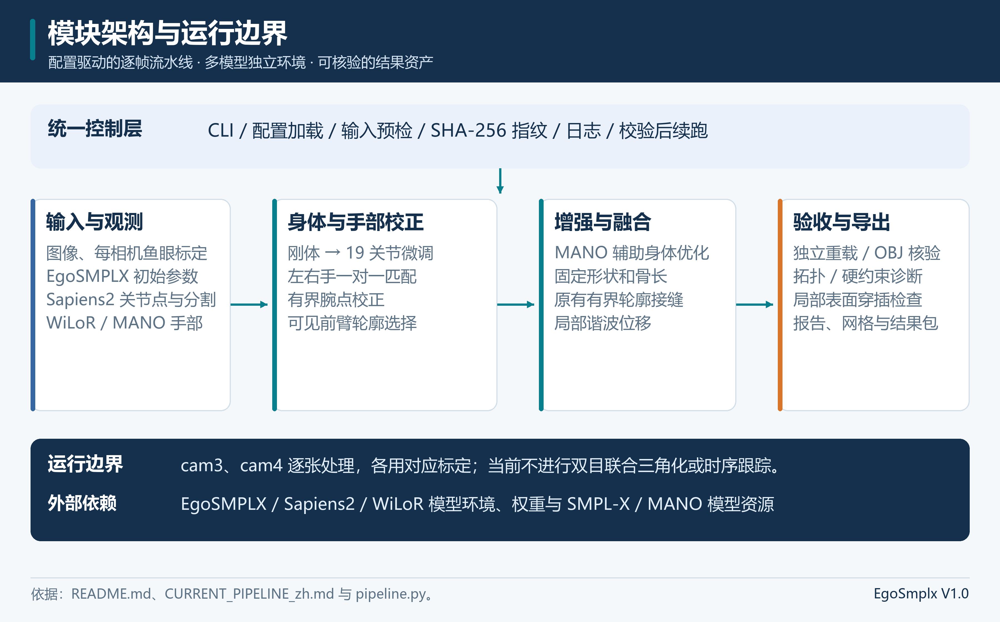 模块架构与运行边界
配置驱动的逐帧流水线 · 多模型独立环境 · 可核验的结果资产
统一控制层
CLI / 配置加载 / 输入预检 / SHA-256 指纹 / 日志 / 校验后续跑
输入与观测
图像、每相机鱼眼标定
EgoSMPLX 初始参数
Sapiens2 关节点与分割
WiLoR / MANO 手部
身体与手部校正
刚体 → 19 关节微调
左右手一对一匹配
有界腕点校正
可见前臂轮廓选择
增强与融合
MANO 辅助身体优化
固定形状和骨长
原有有界轮廓接缝
局部谐波位移
验收与导出
独立重载 / OBJ 核验
拓扑 / 硬约束诊断
局部表面穿插检查
报告、网格与结果包
运行边界
cam3、cam4 逐张处理，各用对应标定；当前不进行双目联合三角化或时序跟踪。
外部依赖
EgoSMPLX / Sapiens2 / WiLoR 模型环境、权重与 SMPL-X / MANO 模型资源
依据：README.md、CURRENT_PIPELINE_zh.md 与 pipeline.py。
EgoSmplx V1.0